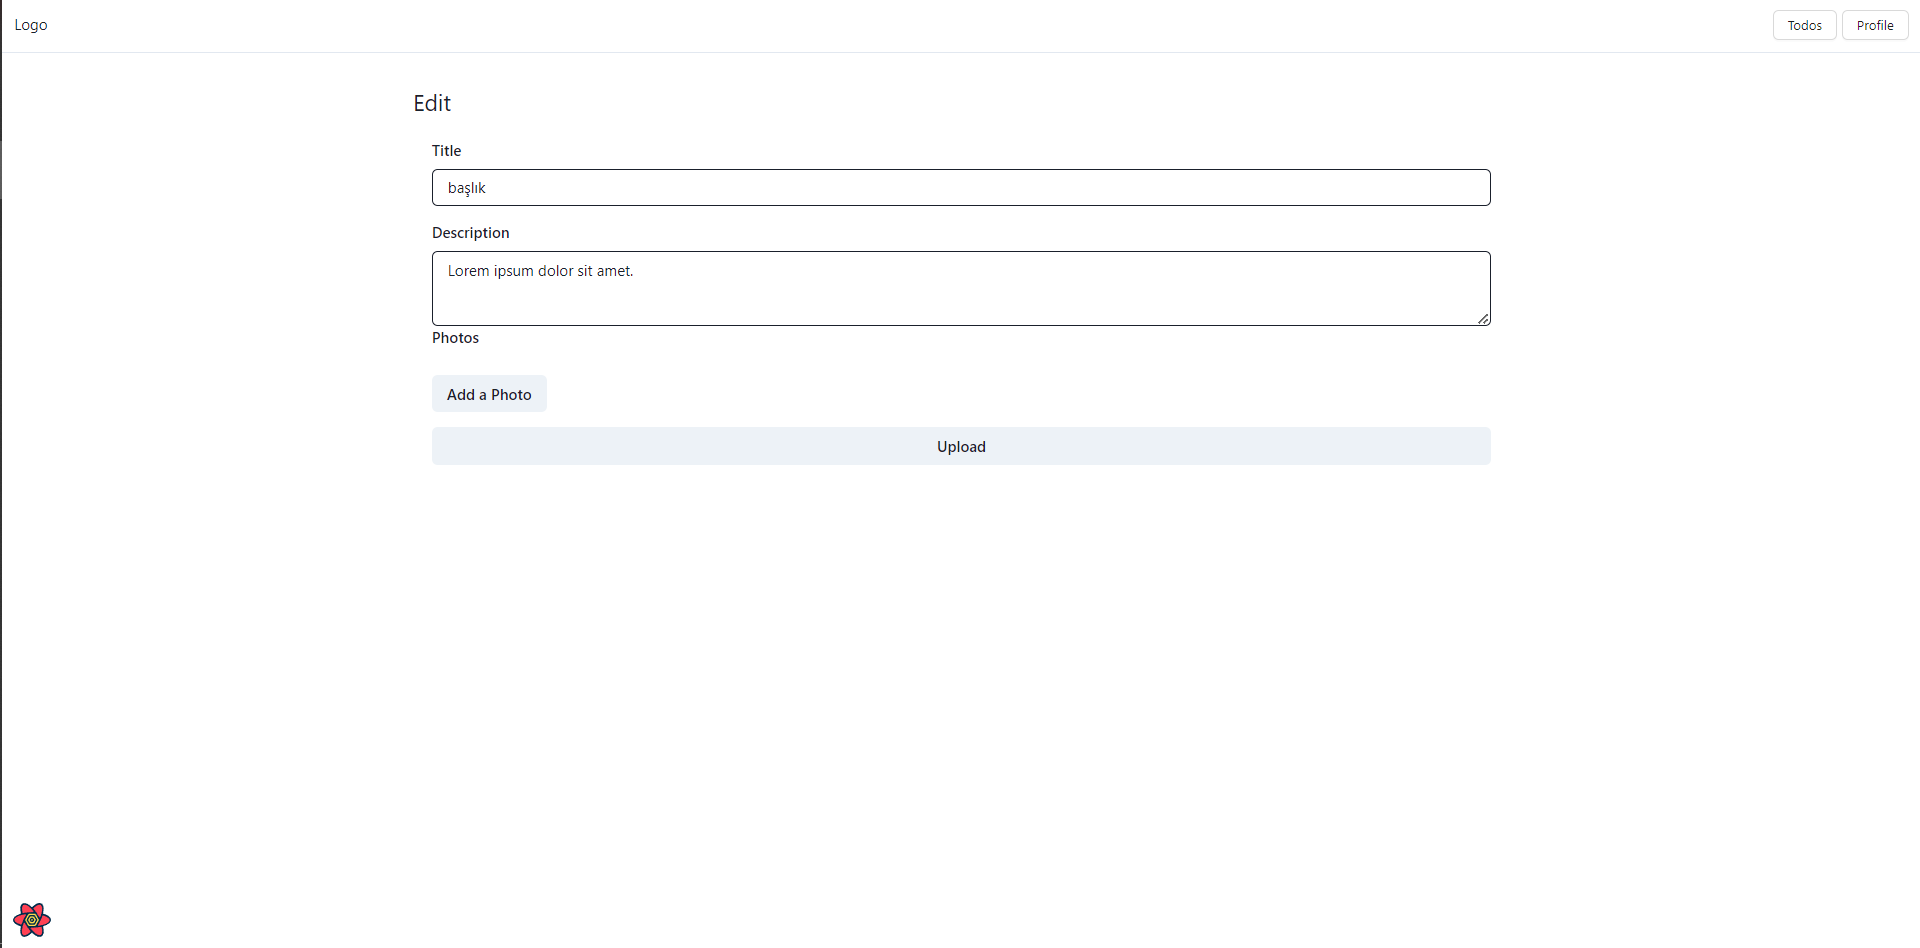 Logo
Todos
Profile
Edit
Title
başlık
Description
Lorem ipsum dolor sit amet.
Photos
Add a Photo
Upload